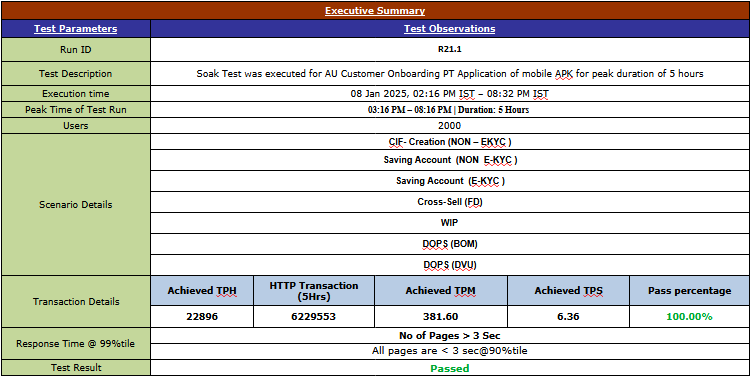 Executive Summary
Test Parameters Test Observations
Run ID R21.1
Test Description Soak Test was executed for AU Customer Onboarding PT Application of mobile APK for peak duration of 5 hours
Execution time 08 Jan 2025, 02:16 PM IST – 08:32 PM IST
Peak Time of Test Run 03:16 PM – 08:16 PM | Duration: 5 Hours
Users 2000
Scenario Details
CIF- Creation (NON – EKYC )
Saving Account (NON E-KYC )
Saving Account (E-KYC )
Cross-Sell (FD)
WIP
DOPS (BOM)
DOPS (DVU)
Transaction Details
Achieved TPH HTTP Transaction (5Hrs) Achieved TPM Achieved TPS Pass percentage
22896 6229553 381.60 6.36 100.00%
Response Time @ 99%tile
No of Pages > 3 Sec
All pages are < 3 sec@90%tile
Test Result Passed